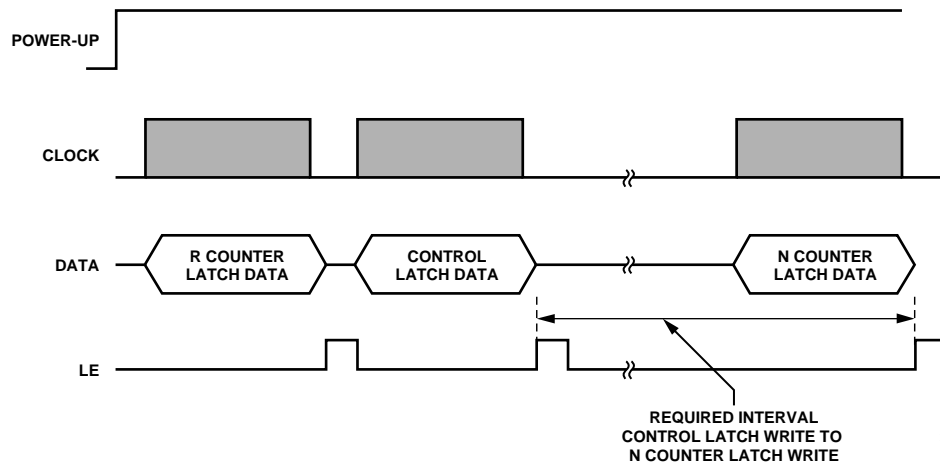 POWER-UP
CLOCK
DATA
R COUNTER
LATCH DATA
CONTROL
LATCH DATA
N COUNTER
LATCH DATA
LE
REQUIRED INTERVAL
CONTROL LATCH WRITE TO
N COUNTER LATCH WRITE